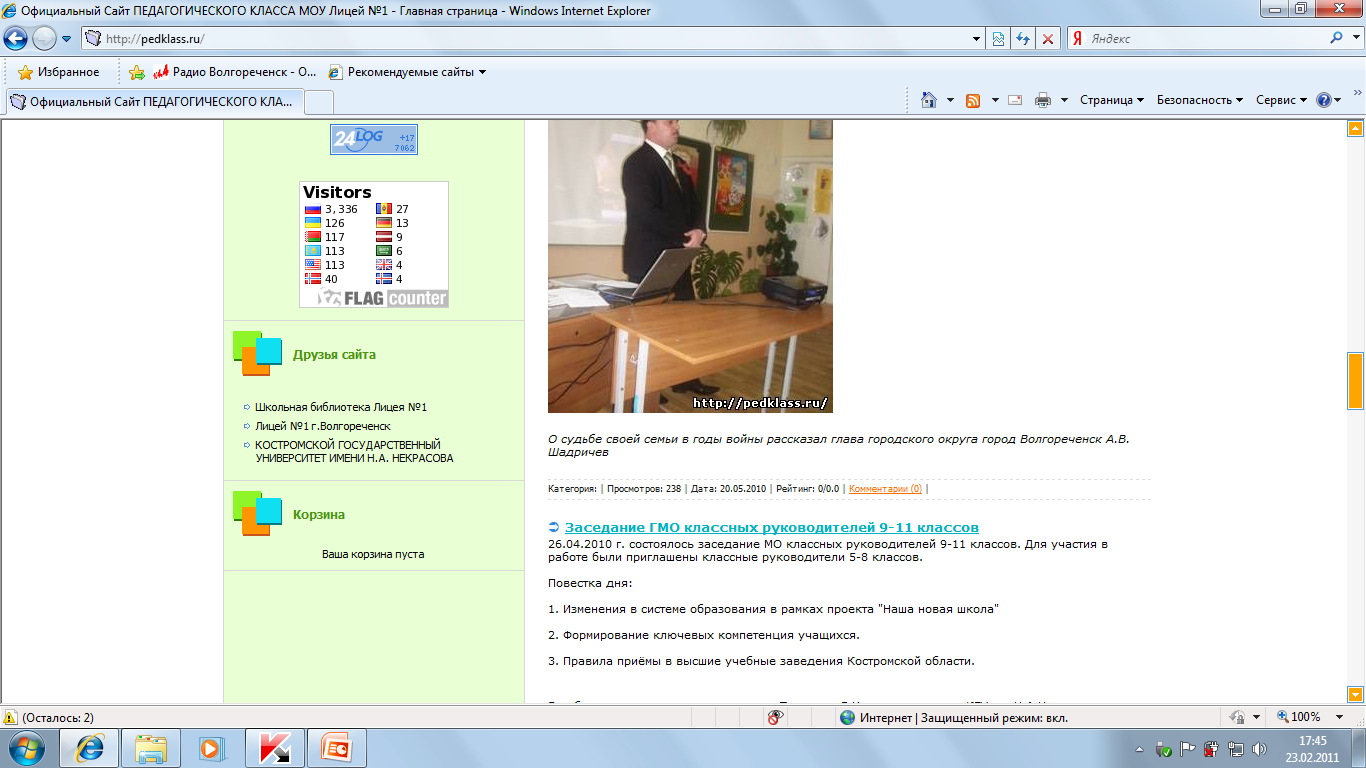 Официальный Сайт ПЕДАГОГИЧЕСКОГО КЛАССА МОУ Лицей №1 - Главная страница - Windows Internet Explorer
http://pedklass.ru/
Яндекс
Избранное
Радио Волгореченск - О...
Рекомендуемые сайты
Официальный Сайт ПЕДАГОГИЧЕСКОГО КЛА...
Страница
Безопасность
Сервис
24LOG +17
7062
Visitors
3,336 27
126 13
117 9
113 6
113 4
40 4
FLAG counter
Друзья сайта
Школьная библиотека Лицея №1
Лицей №1 г.Волгореченск
КОСТРОМСКОЙ ГОСУДАРСТВЕННЫЙ
УНИВЕРСИТЕТ ИМЕНИ Н.А. НЕКРАСОВА
Корзина
Ваша корзина пуста
http://pedklass.ru/
О судьбе своей семьи в годы войны рассказал глава городского округа город Волгореченск А.В.
Шадричев
Категория: | Просмотров: 238 | Дата: 20.05.2010 | Рейтинг: 0/0.0 | Комментарии (0) |
Заседание ГМО классных руководителей 9-11 классов
26.04.2010 г. состоялось заседание МО классных руководителей 9-11 классов. Для участия в
работе были приглашены классные руководители 5-8 классов.
Повестка дня:
1. Изменения в системе образования в рамках проекта "Наша новая школа"
2. Формирование ключевых компетенция учащихся.
3. Правила приёмы в высшие учебные заведения Костромской области.
(Осталось: 2)
Интернет | Защищенный режим: вкл.
100%
17:45
23.02.2011